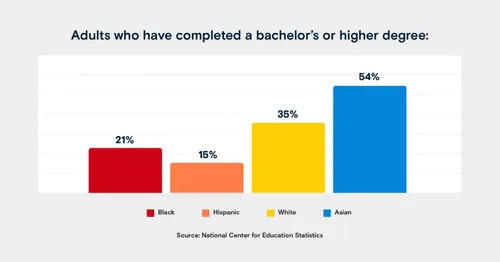 Adults who have completed a bachelor's or higher degree:
54%
35%
21%
15%
Black Hispanic White Asian
Source: National Center for Education Statistics